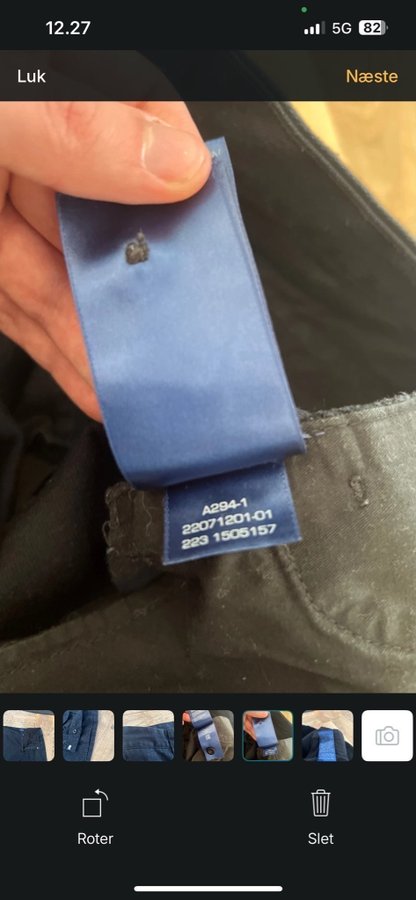 12.27
5G 82
Luk
Næste
A294-1
22071201-01
223 1505157
Roter
Slet